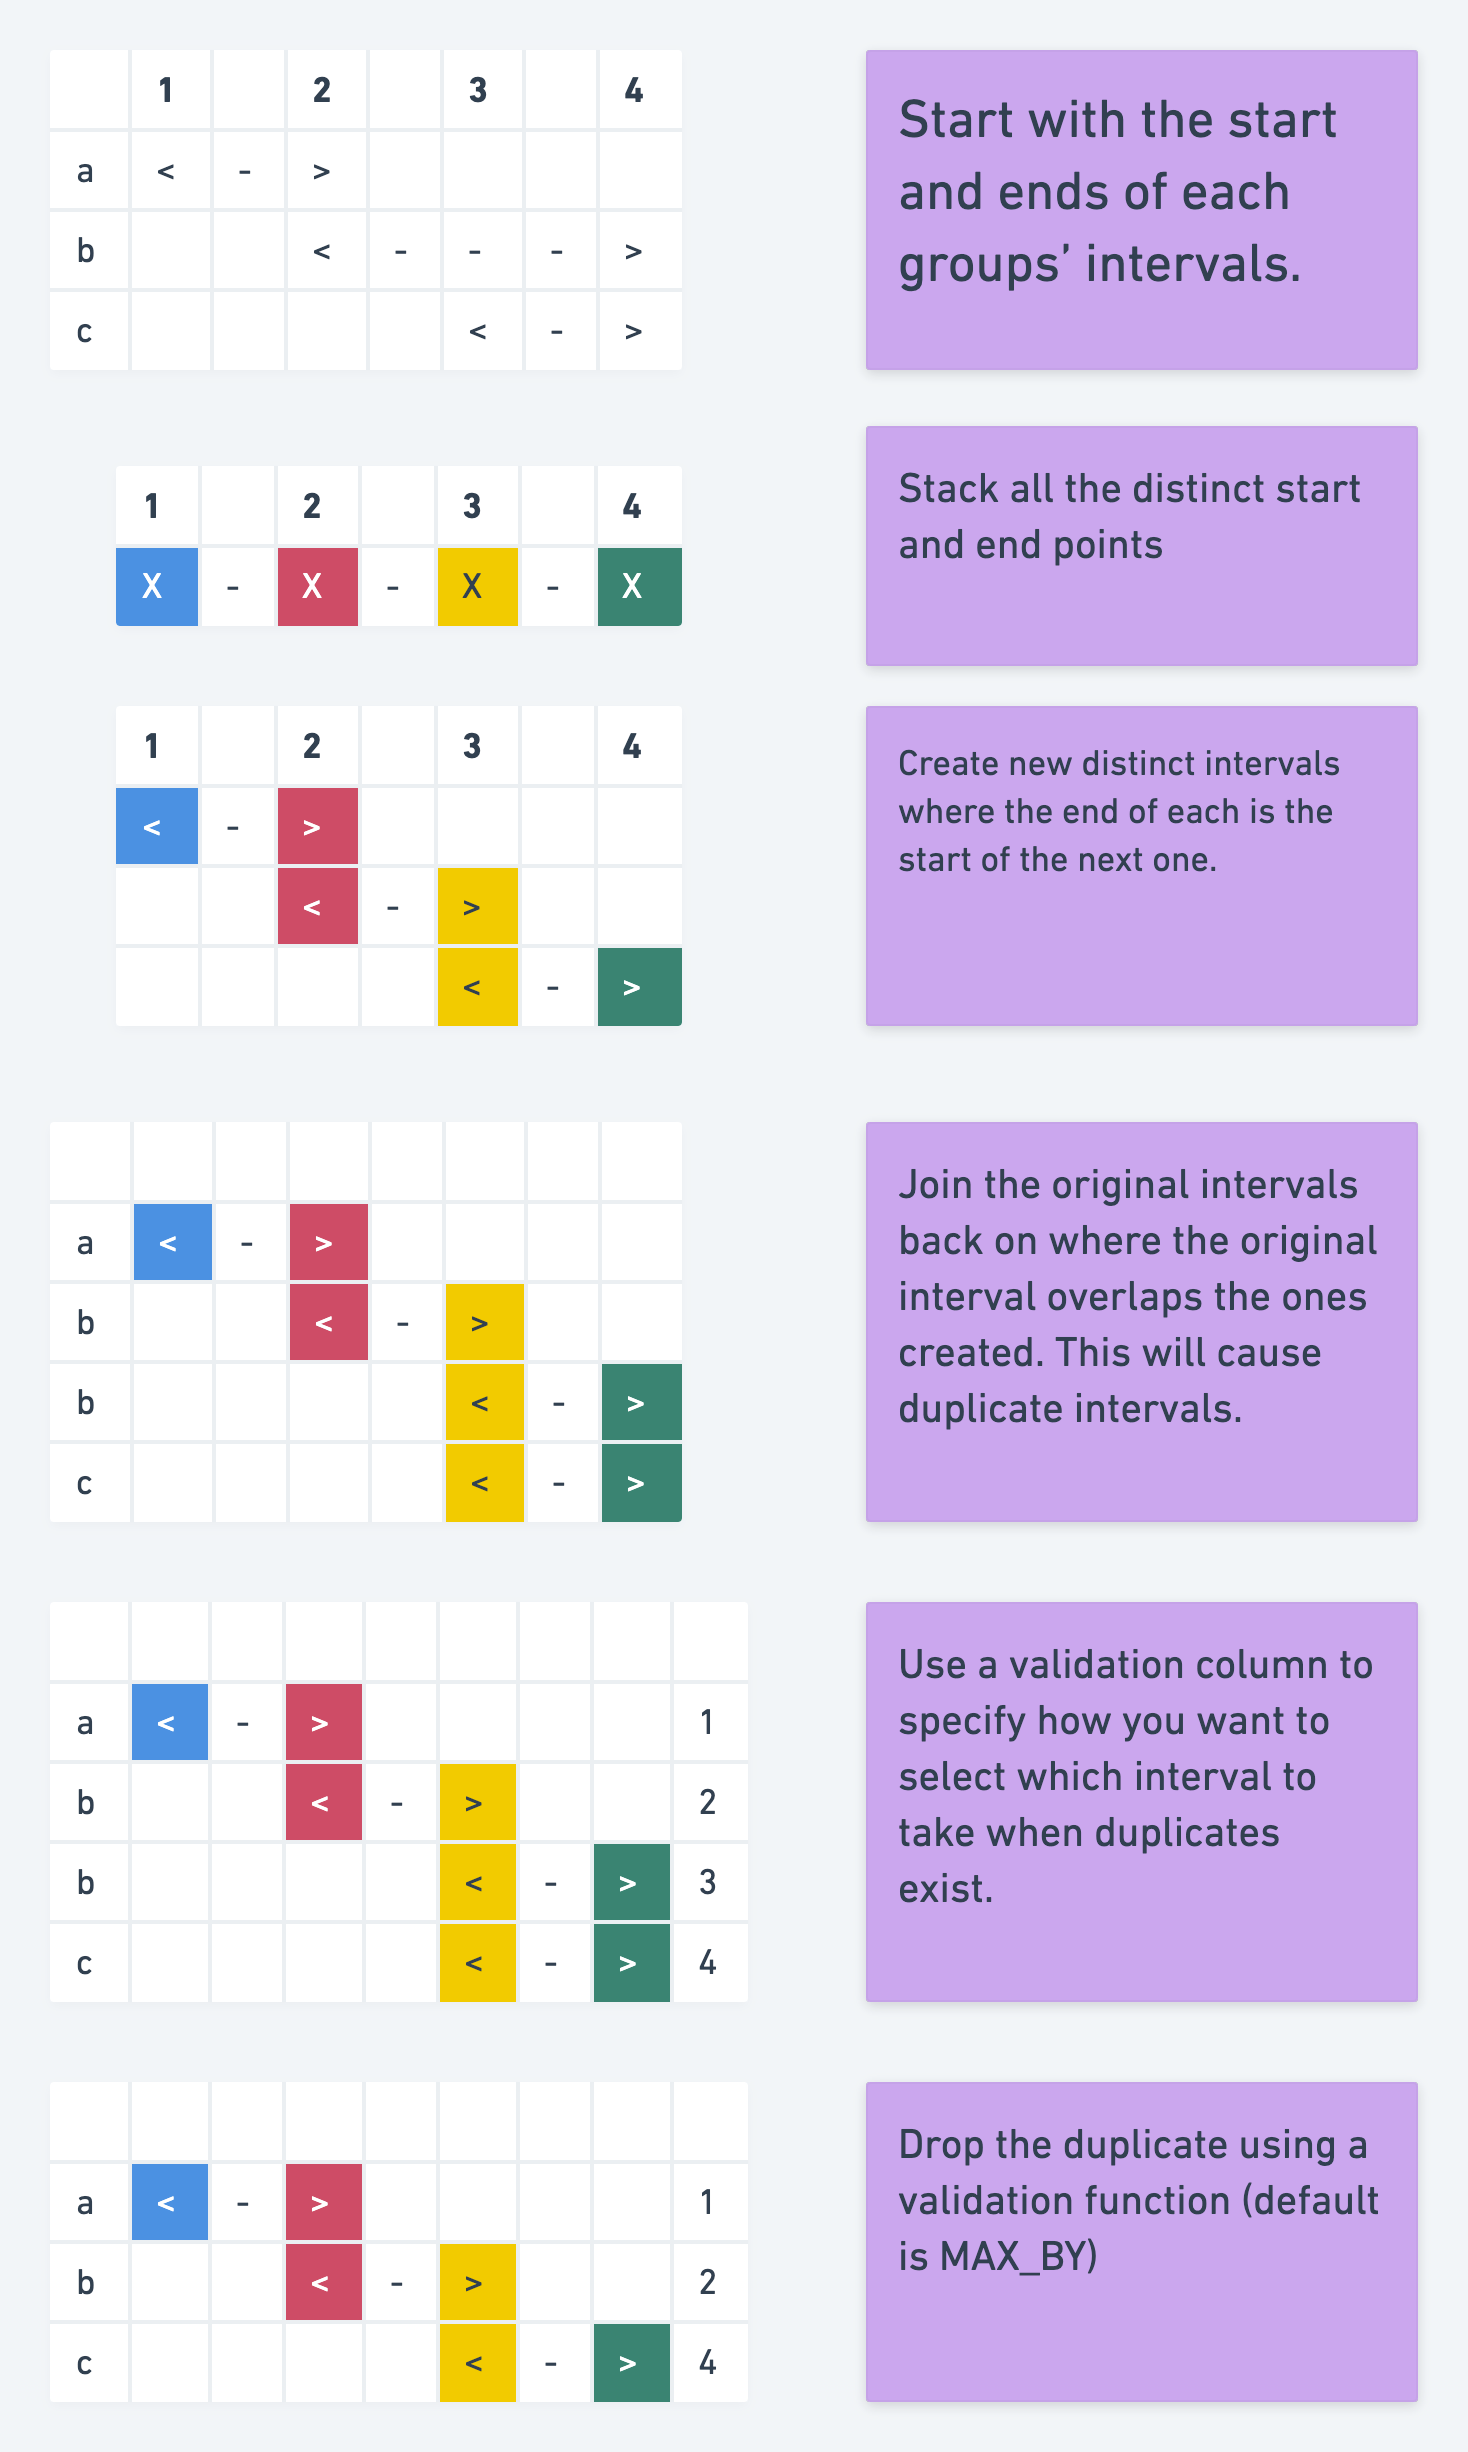 1 2 3 4
a < - >
b < - - - >
c < - >
Start with the start
and ends of each
groups’ intervals.
1 2 3 4
X - X - X - X
Stack all the distinct start
and end points
1 2 3 4
< - >
< - >
< - >
Create new distinct intervals
where the end of each is the
start of the next one.
a < - >
b < - >
b < - >
c < - >
Join the original intervals
back on where the original
interval overlaps the ones
created. This will cause
duplicate intervals.
a < - > 1
b < - > 2
b < - > 3
c < - > 4
Use a validation column to
specify how you want to
select which interval to
take when duplicates
exist.
a < - > 1
b < - > 2
c < - > 4
Drop the duplicate using a
validation function (default
is MAX_BY)